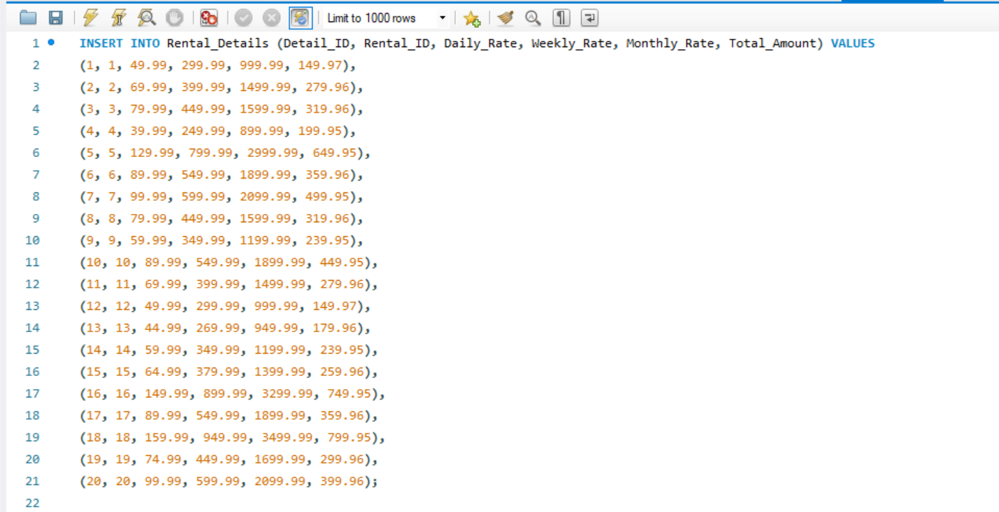 Limit to 1000 rows
1 INSERT INTO Rental_Details (Detail_ID, Rental_ID, Daily_Rate, Weekly_Rate, Monthly_Rate, Total_Amount) VALUES
2 (1, 1, 49.99, 299.99, 999.99, 149.97),
3 (2, 2, 69.99, 399.99, 1499.99, 279.96),
4 (3, 3, 79.99, 449.99, 1599.99, 319.96),
5 (4, 4, 39.99, 249.99, 899.99, 199.95),
6 (5, 5, 129.99, 799.99, 2999.99, 649.95),
7 (6, 6, 89.99, 549.99, 1899.99, 359.96),
8 (7, 7, 99.99, 599.99, 2099.99, 499.95),
9 (8, 8, 79.99, 449.99, 1599.99, 319.96),
10 (9, 9, 59.99, 349.99, 1199.99, 239.95),
11 (10, 10, 89.99, 549.99, 1899.99, 449.95),
12 (11, 11, 69.99, 399.99, 1499.99, 279.96),
13 (12, 12, 49.99, 299.99, 999.99, 149.97),
14 (13, 13, 44.99, 269.99, 949.99, 179.96),
15 (14, 14, 59.99, 349.99, 1199.99, 239.95),
16 (15, 15, 64.99, 379.99, 1399.99, 259.96),
17 (16, 16, 149.99, 899.99, 3299.99, 749.95),
18 (17, 17, 89.99, 549.99, 1899.99, 359.96),
19 (18, 18, 159.99, 949.99, 3499.99, 799.95),
20 (19, 19, 74.99, 449.99, 1699.99, 299.96),
21 (20, 20, 99.99, 599.99, 2099.99, 399.96);
22